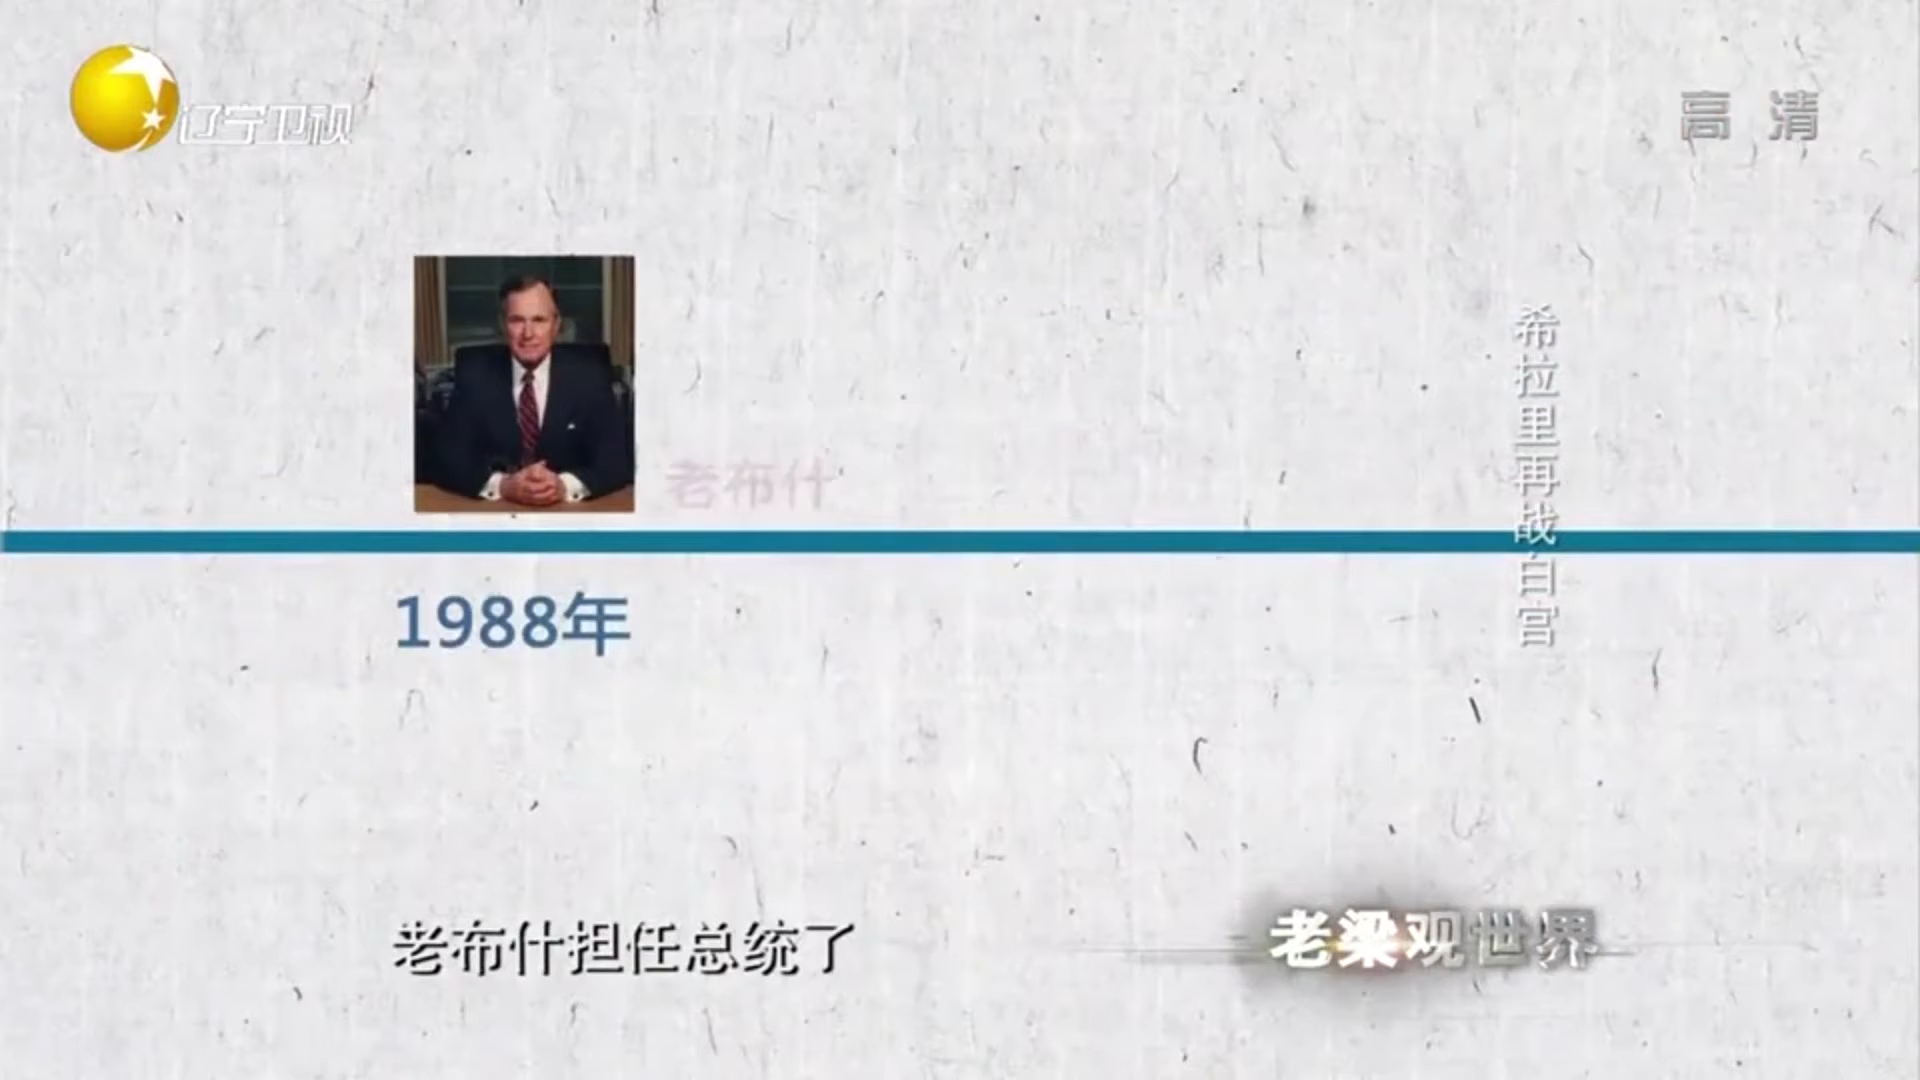 辽宁卫视
高清
老布什
希拉里再战白宫
1988年
老布什担任总统了
老梁观世界